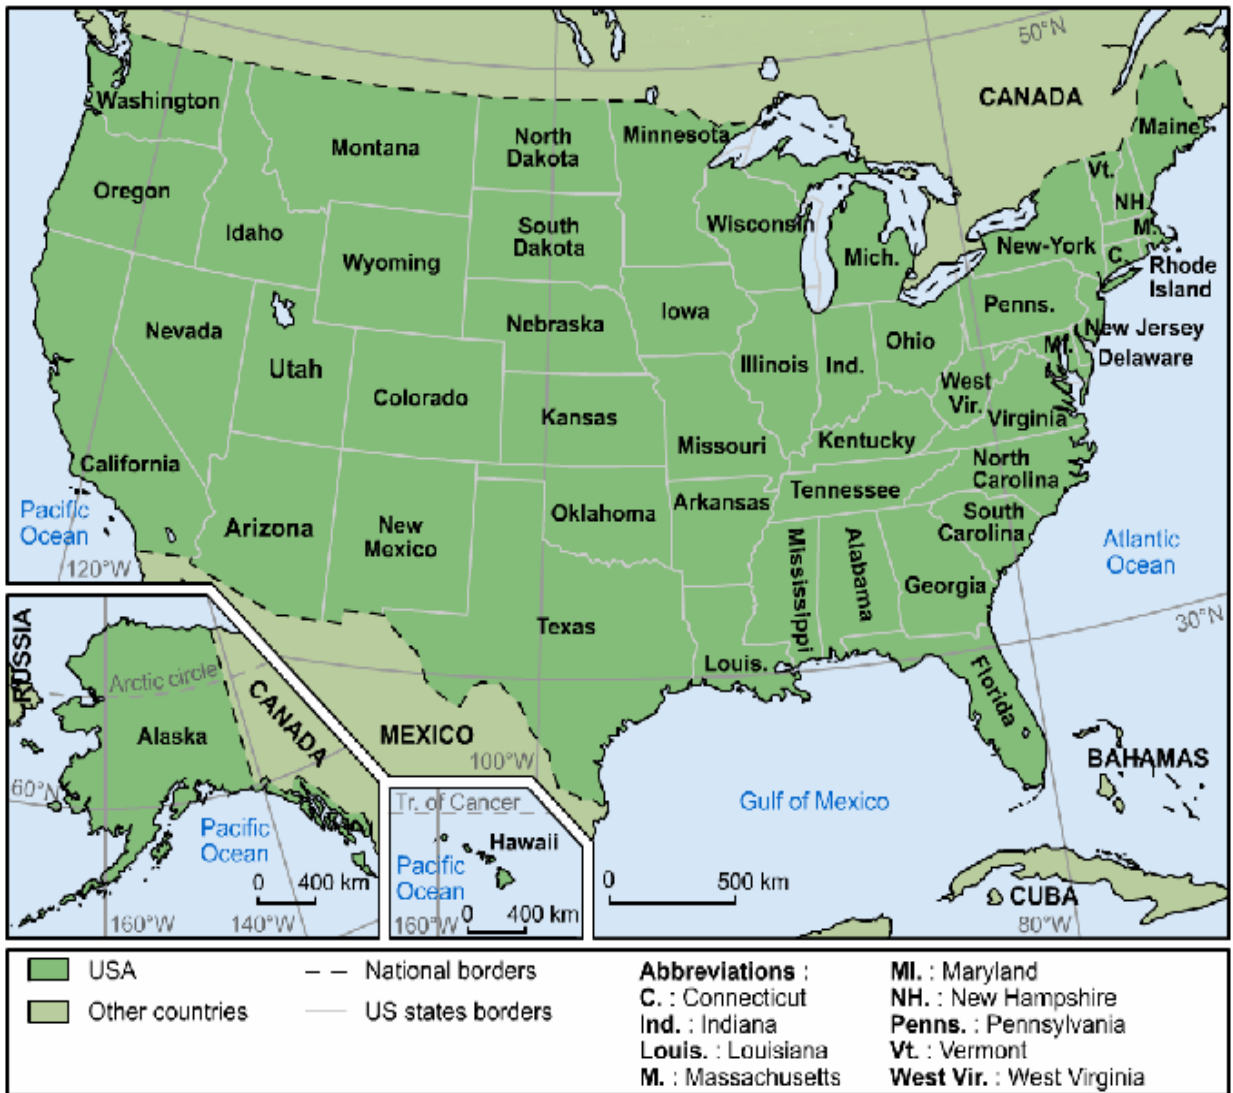 50°N
CANADA
Washington
Montana
North
Dakota
Minnesota
Maine
Vt.
Oregon
Idaho
South
Dakota
Wisconsin
NH.
M.
Wyoming
Mich.
New-York
C.
Rhode
Island
Nevada
Nebraska
Iowa
Penns.
New Jersey
Utah
Illinois
Ind.
Ohio
Ml.
Delaware
Colorado
Kansas
West
Vir.
Virginia
California
Missouri
Kentucky
North
Carolina
Pacific
Ocean
Arizona
New
Mexico
Oklahoma
Arkansas
Tennessee
South
Carolina
Atlantic
Ocean
120°W
Mississippi
Alabama
Georgia
Texas
Louis.
30°N
Florida
RUSSIA
Arctic circle
CANADA
Alaska
MEXICO
100°W
60°N
BAHAMAS
Gulf of Mexico
Tr. of Cancer
Pacific
Ocean
Hawaii
Pacific
Ocean
0 400 km
160°W
140°W
0 400 km
160°W
0 500 km
CUBA
80°W
USA
Other countries
National borders
US states borders
Abbreviations :
C. : Connecticut
Ind. : Indiana
Louis. : Louisiana
M. : Massachusetts
Ml. : Maryland
NH. : New Hampshire
Penns. : Pennsylvania
Vt. : Vermont
West Vir. : West Virginia